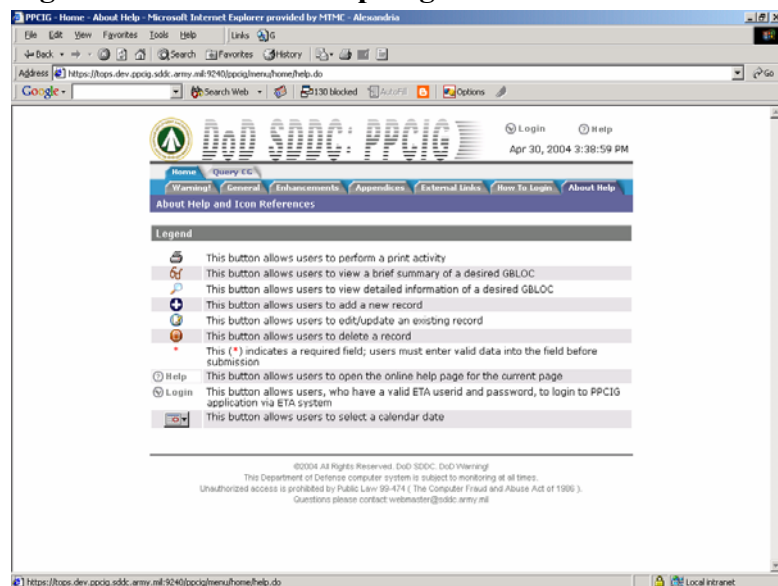 PPCIG - Home - About Help - Microsoft Internet Explorer provided by MTMC - Alexandria
File Edit View Favorites Tools Help Links G
Back Search Favorites History
Address https://tops.dev.ppcig.sddc.army.mil:9240/ppcig/menu/home/help.do Go
Google Search Web 130 blocked AutoFill Options
DoD SDDC: PPCIG
Login Help
Apr 30, 2004 3:38:59 PM
Home Query CG
Warning! General Enhancements Appendices External Links How To Login About Help
About Help and Icon References
Legend
This button allows users to perform a print activity
This button allows users to view a brief summary of a desired GBLOC
This button allows users to view detailed information of a desired GBLOC
This button allows users to add a new record
This button allows users to edit/update an existing record
This button allows users to delete a record
* This (*) indicates a required field; users must enter valid data into the field before
submission
Help This button allows users to open the online help page for the current page
Login This button allows users, who have a valid ETA userid and password, to login to PPCIG
application via ETA system
This button allows users to select a calendar date
©2004 All Rights Reserved. DoD SDDC. DoD Warning!
This Department of Defense computer system is subject to monitoring at all times.
Unauthorized access is prohibited by Public Law 99-474 ( The Computer Fraud and Abuse Act of 1986 ).
Questions please contact webmaster@sddc.army.mil
https://tops.dev.ppcig.sddc.army.mil:9240/ppcig/menu/home/help.do Local intranet